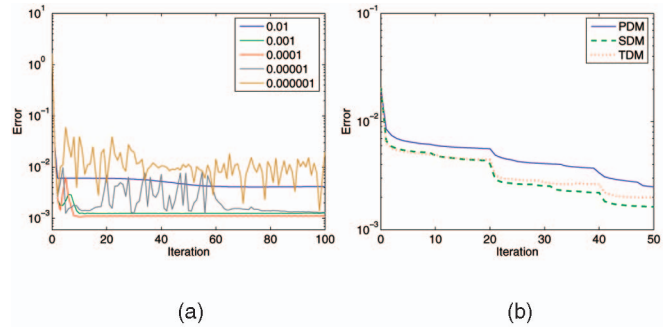 10^1
10^0
10^-1
10^-2
10^-3
Error
0 20 40 60 80 100
Iteration
0.01
0.001
0.0001
0.00001
0.000001
(a)
10^-1
10^-2
10^-3
Error
0 10 20 30 40 50
Iteration
PDM
SDM
TDM
(b)